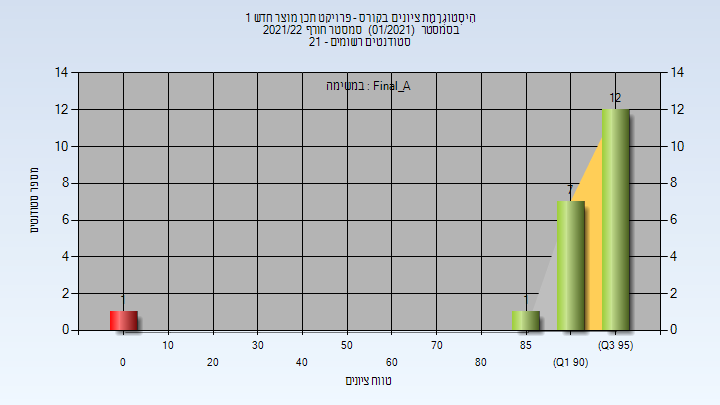 הִיסְטוֹגְרָמַת ציונים בקורס - פרויקט תכן מוצר חדש 1
בסמסטר (01/2021) סמסטר חורף 2021/22
סטודנטים רשומים - 21
במשימה : Final_A
14 14
12 12
10 10
8 8
6 6
4 4
2 2
0 0
12
7
1
1
מספר סטודנטים
10 30 50 70 85 (Q3 95)
0 20 40 60 80 (Q1 90)
טווח ציונים